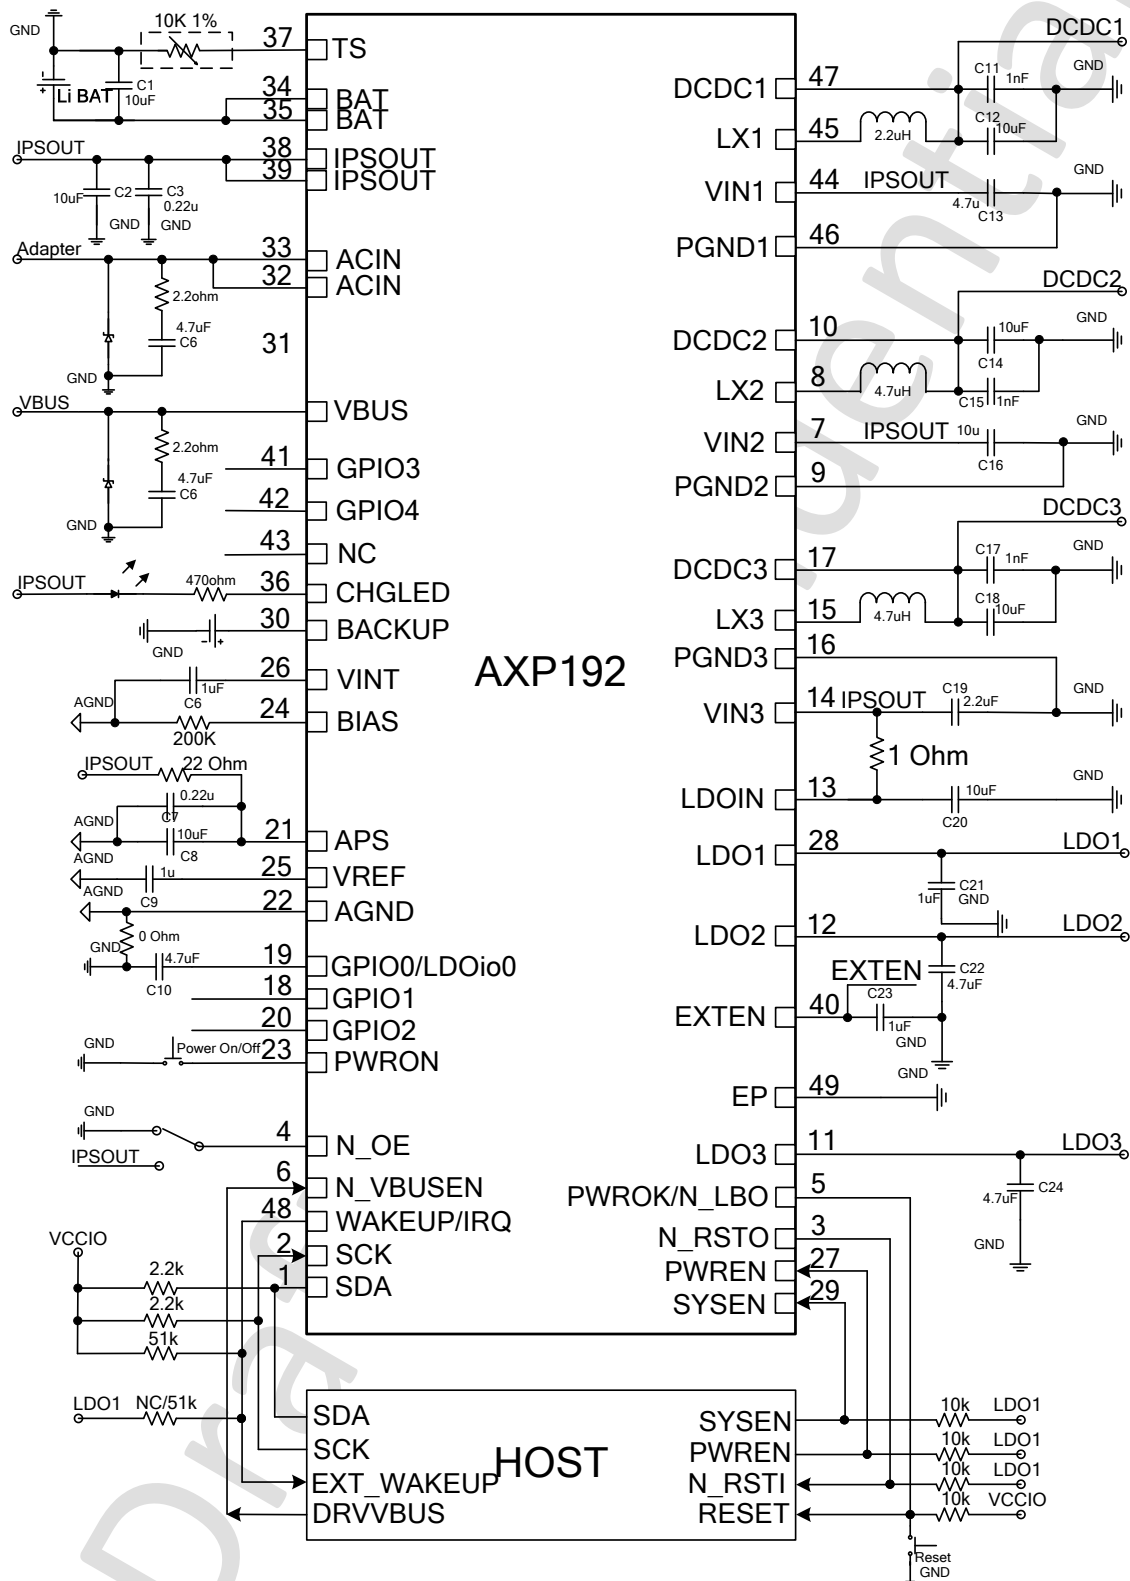 GND
10K 1%
37
TS
C1
10uF
Li BAT
34
BAT
35
BAT
IPSOUT
38
IPSOUT
39
IPSOUT
10uF
C2
C3
0.22u
GND
GND
Adapter
33
ACIN
32
ACIN
2.2ohm
4.7uF
C6
31
GND
VBUS
VBUS
2.2ohm
4.7uF
C6
GND
41
GPIO3
42
GPIO4
43
NC
IPSOUT
470ohm
36
CHGLED
30
BACKUP
GND
26
VINT
1uF
C6
AGND
24
BIAS
200K
IPSOUT
22 Ohm
0.22u
C7
AGND
10uF
C8
21
APS
AGND
1u
C9
25
VREF
AGND
22
AGND
0 Ohm
GND
4.7uF
C10
19
GPIO0/LDOio0
18
GPIO1
20
GPIO2
GND
Power On/Off
23
PWRON
GND
4
N_OE
IPSOUT
6
N_VBUSEN
48
WAKEUP/IRQ
VCCIO
2
SCK
2.2k
1
SDA
2.2k
51k
LDO1
NC/51k
AXP192
DCDC1
47
DCDC1
C11
1nF
GND
C12
10uF
45
LX1
2.2uH
44
VIN1
IPSOUT
4.7u
C13
GND
46
PGND1
DCDC2
10
DCDC2
10uF
C14
GND
8
LX2
4.7uH
C15
1nF
7
VIN2
IPSOUT
10u
C16
GND
9
PGND2
DCDC3
17
DCDC3
C17
1nF
GND
C18
10uF
15
LX3
4.7uH
16
PGND3
14
VIN3
IPSOUT
C19
2.2uF
GND
1 Ohm
13
LDOIN
10uF
C20
GND
28
LDO1
LDO1
C21
1uF
GND
12
LDO2
LDO2
C22
4.7uF
EXTEN
C23
1uF
40
EXTEN
GND
GND
49
EP
11
LDO3
LDO3
C24
4.7uF
GND
5
PWROK/N_LBO
3
N_RSTO
27
PWREN
29
SYSEN
HOST
SDA
SCK
EXT_WAKEUP
DRVVBUS
SYSEN
10k
LDO1
PWREN
10k
LDO1
N_RSTI
10k
LDO1
RESET
10k
VCCIO
Reset
GND